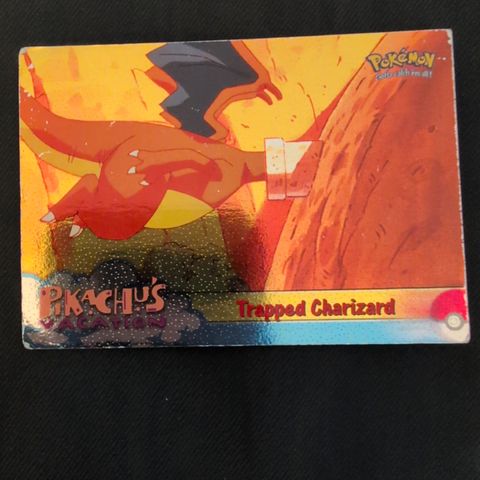 POKéMON
Gotta catch 'em all!
PIKACHU'S
VACATION
Trapped Charizard